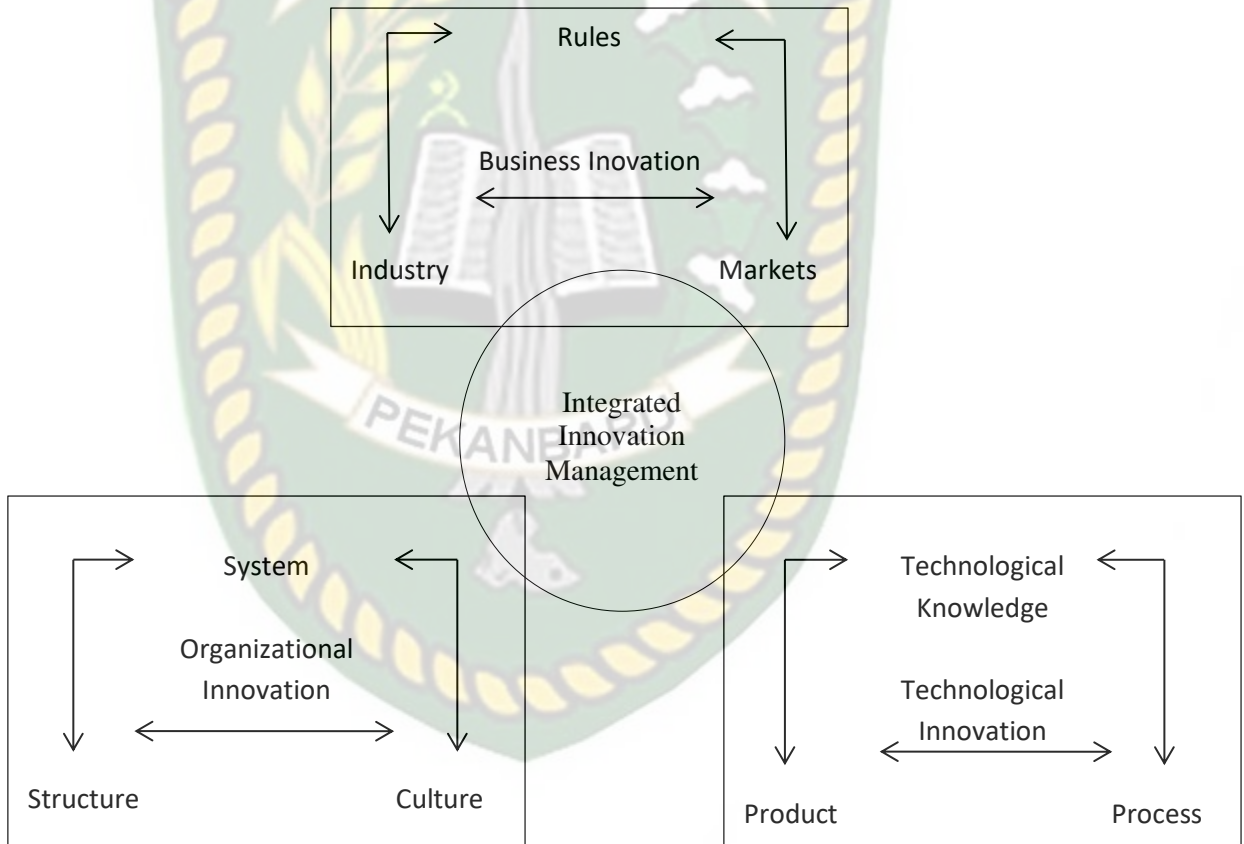 Rules
Business Inovation
Industry
Markets
Integrated
Innovation
Management
PEKANBARU
System
Organizational
Innovation
Structure
Culture
Technological
Knowledge
Technological
Innovation
Product
Process